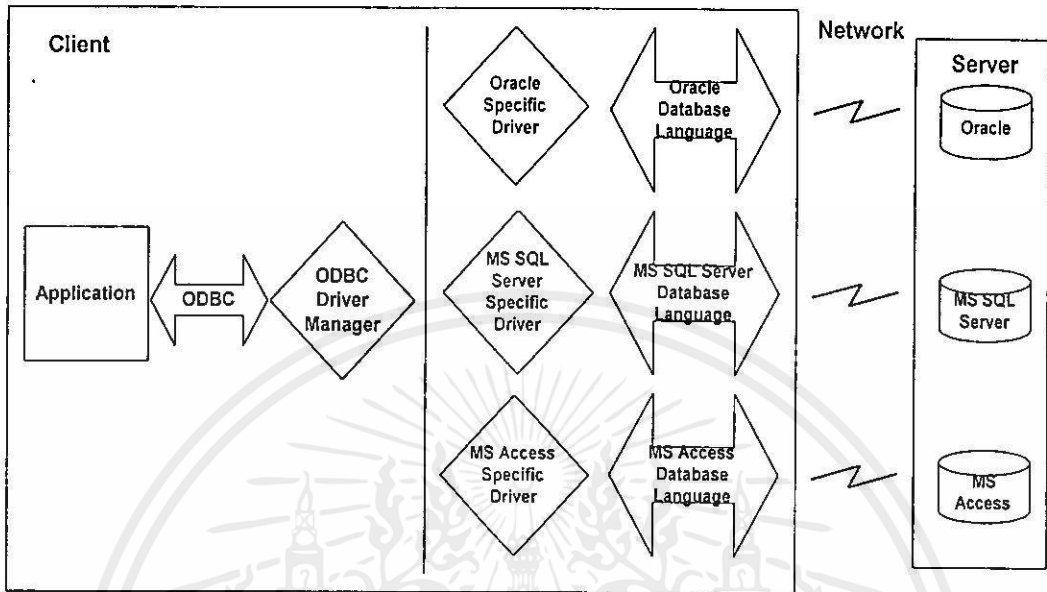 Client
Network
Server
Oracle
Specific
Driver
Oracle
Database
Language
Oracle
Application
ODBC
ODBC
Driver
Manager
MS SQL
Server
Specific
Driver
MS SQL Server
Database
Language
MS SQL
Server
MS Access
Specific
Driver
MS Access
Database
Language
MS
Access